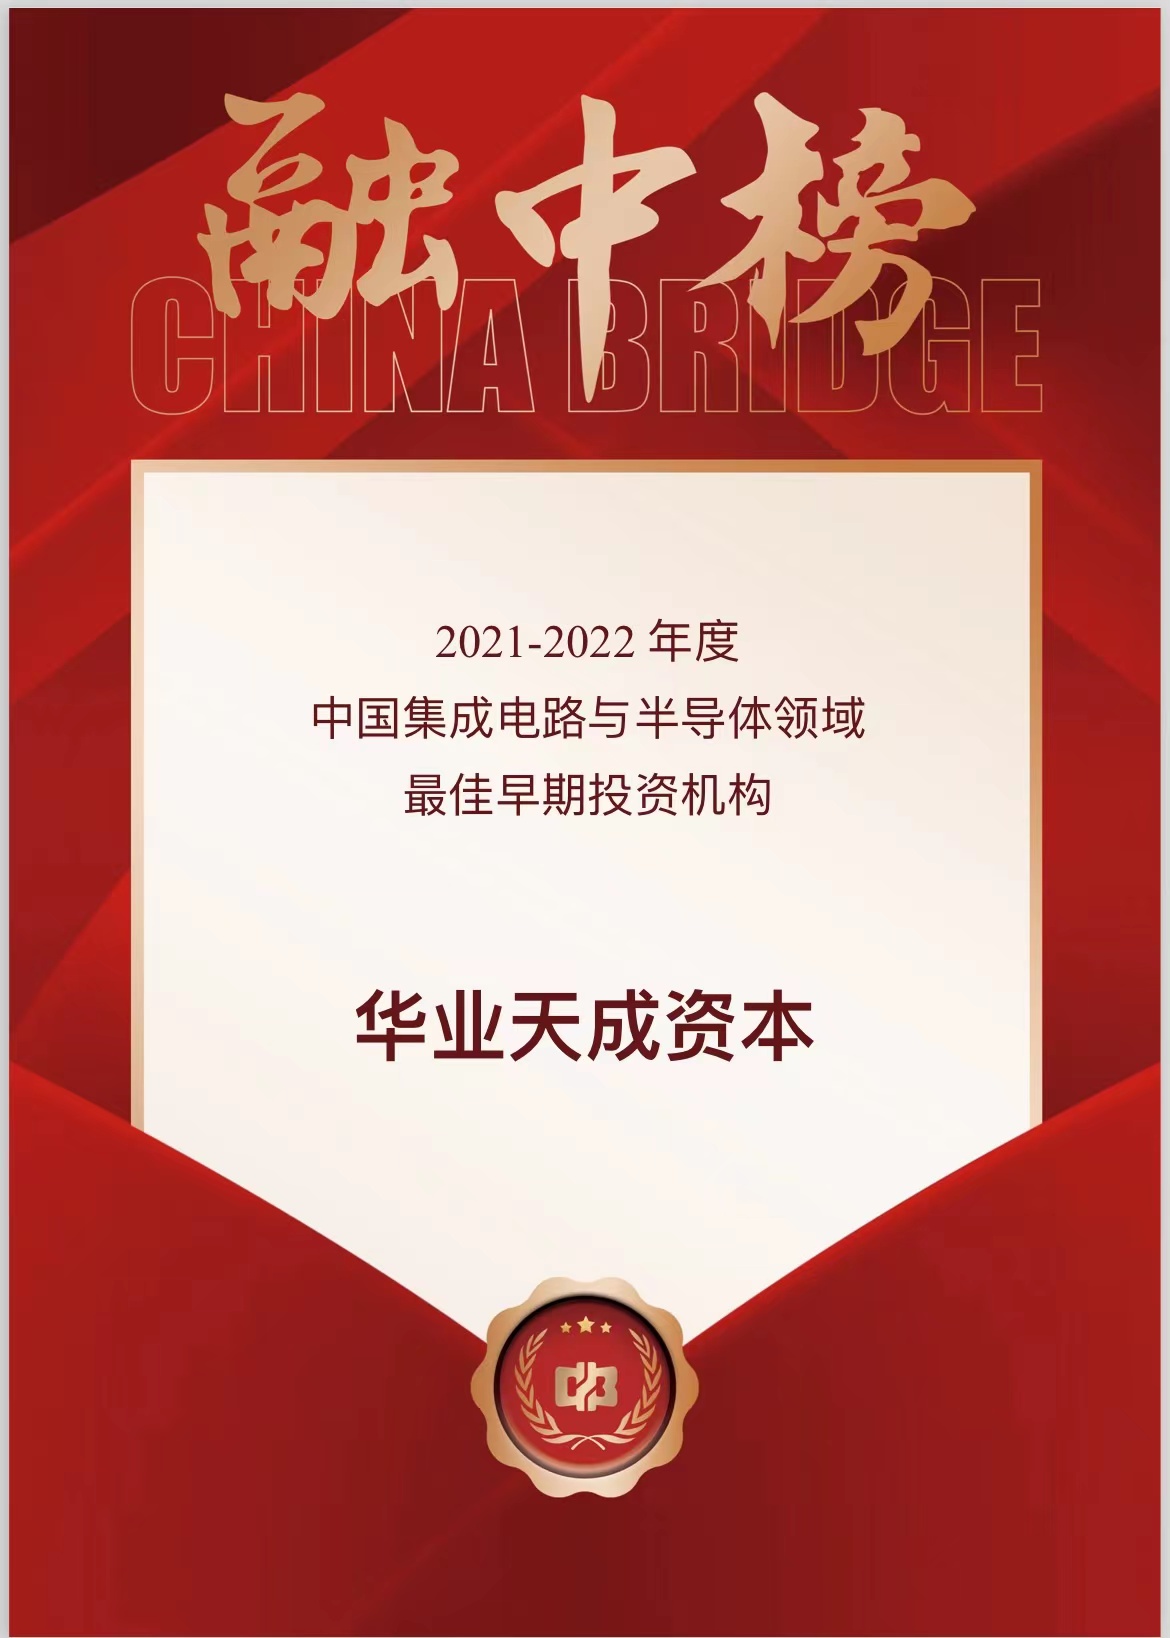 融中榜
CHINA BRIDGE
2021-2022 年度
中国集成电路与半导体领域
最佳早期投资机构
华业天成资本